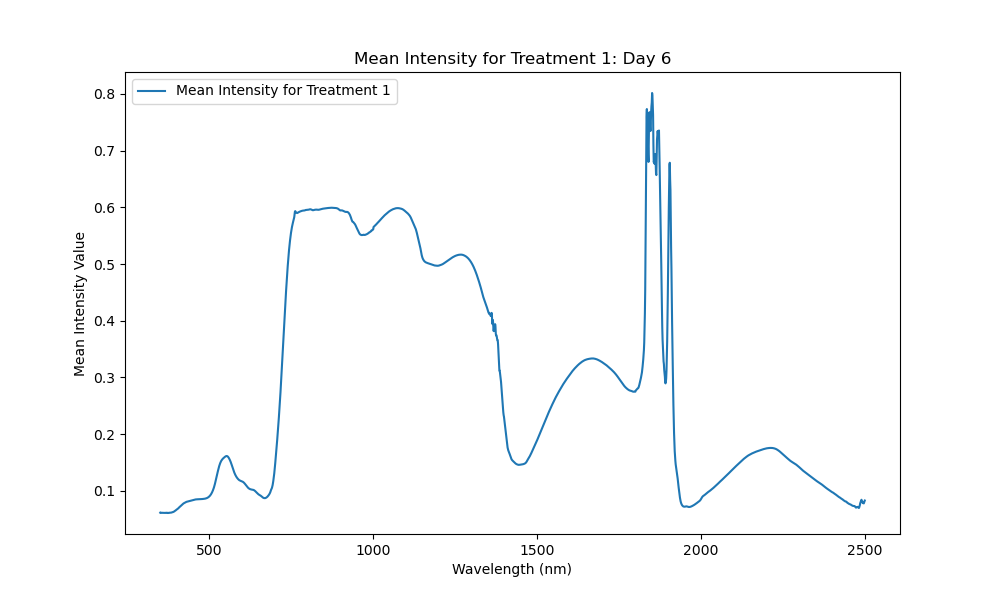 Mean Intensity for Treatment 1: Day 6
Mean Intensity for Treatment 1
Mean Intensity Value
0.8
0.7
0.6
0.5
0.4
0.3
0.2
0.1
500 1000 1500 2000 2500
Wavelength (nm)